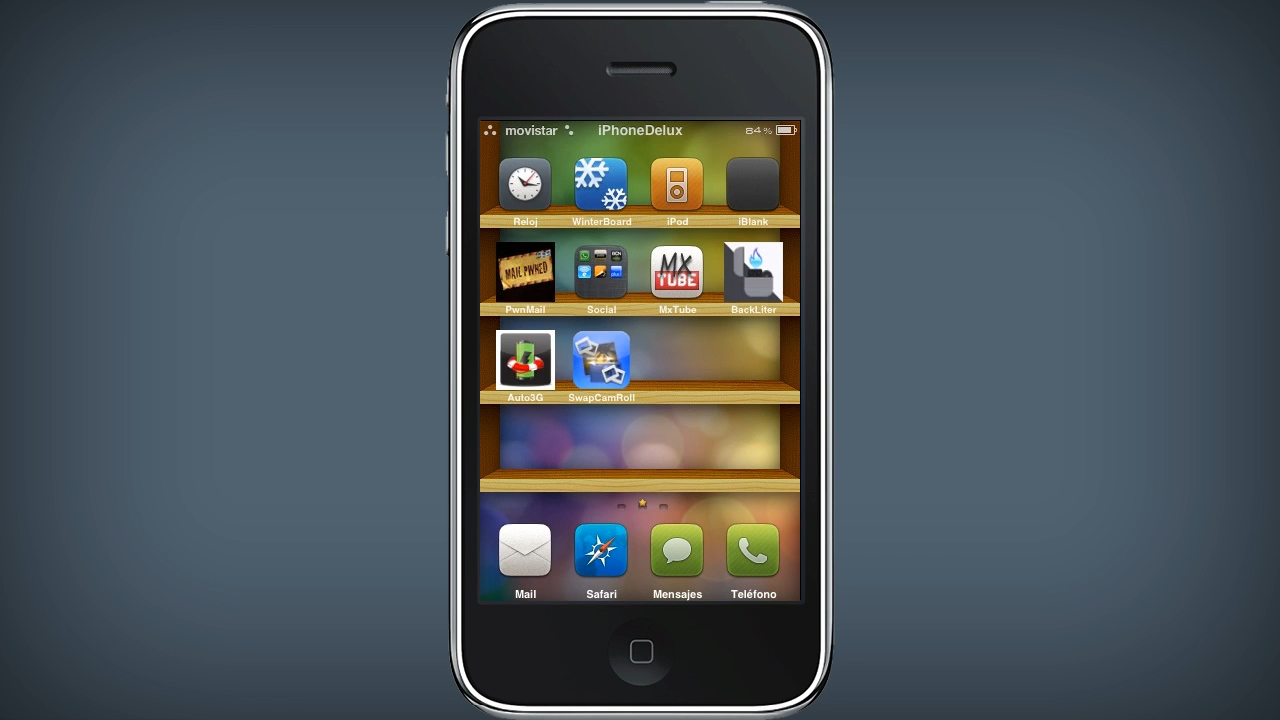 movistar iPhoneDelux 84%
Reloj WinterBoard iPod iBlank
MAIL PWNED MX TUBE
PwnMail Social MxTube BackLiter
Auto3G SwapCamRoll
Mail Safari Mensajes Teléfono